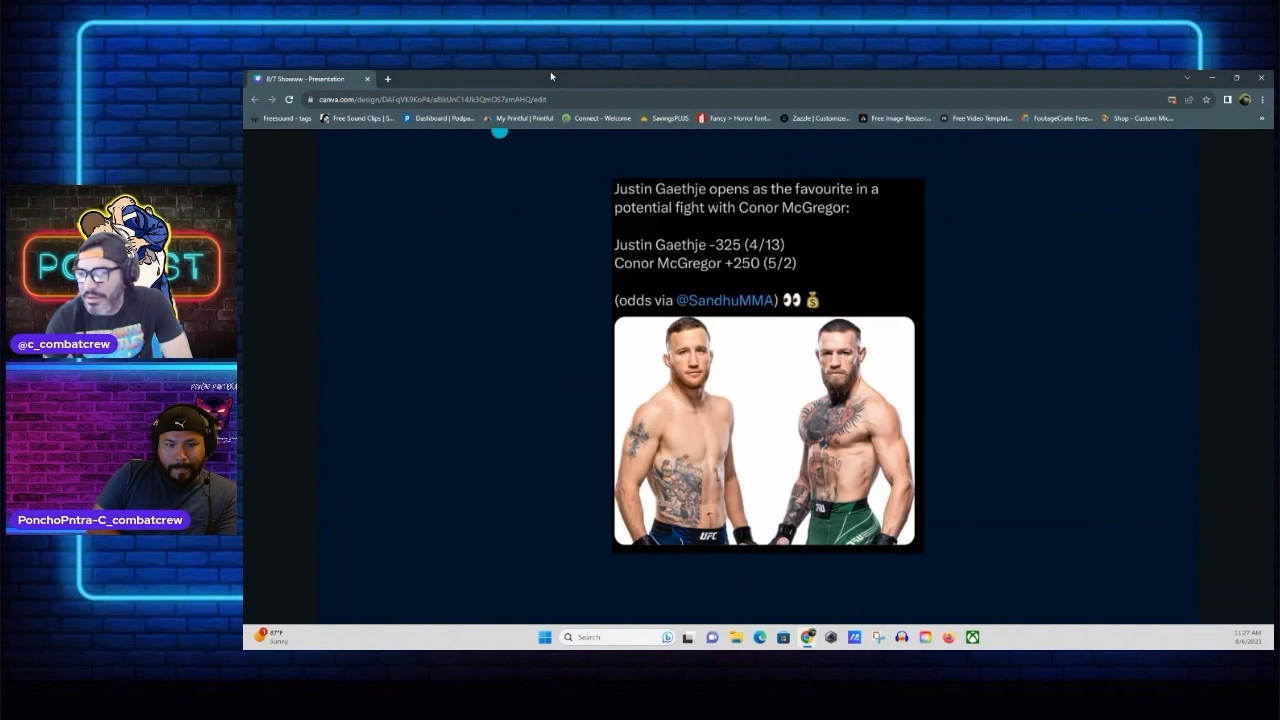 8/7 Showww - Presentation
canva.com/design/DAFqVK9KoP4/a8IkUnC14Jk3QmOS7xmAHQ/edit
Freesound - tags
Free Sound Clips | S...
Dashboard | Podpa...
My Printful | Printful
Connect - Welcome
SavingsPLUS
Fancy > Horror font...
Zazzle | Customize...
Free Image Resizer...
Free Video Templat...
FootageCrate: Free...
Shop - Custom Mic...
Justin Gaethje opens as the favourite in a
potential fight with Conor McGregor:
Justin Gaethje -325 (4/13)
Conor McGregor +250 (5/2)
(odds via @SandhuMMA) 👀 💰
UFC
@c_combatcrew
PONCHO PANTERA
PonchoPntra-C_combatcrew
87°F
Sunny
Search
11:27 AM
8/6/2023